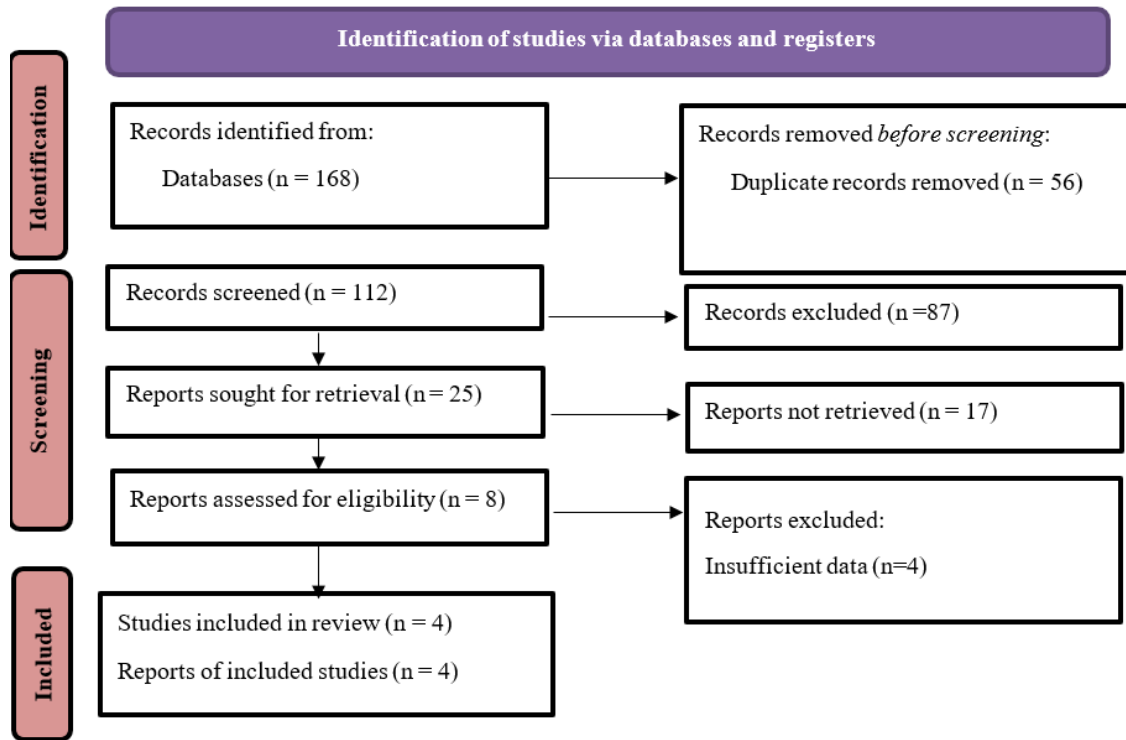 Identification of studies via databases and registers
Identification
Records identified from:
Databases (n = 168)
Records removed before screening:
Duplicate records removed (n = 56)
Screening
Records screened (n = 112)
Records excluded (n =87)
Reports sought for retrieval (n = 25)
Reports not retrieved (n = 17)
Reports assessed for eligibility (n = 8)
Reports excluded:
Insufficient data (n=4)
Included
Studies included in review (n = 4)
Reports of included studies (n = 4)